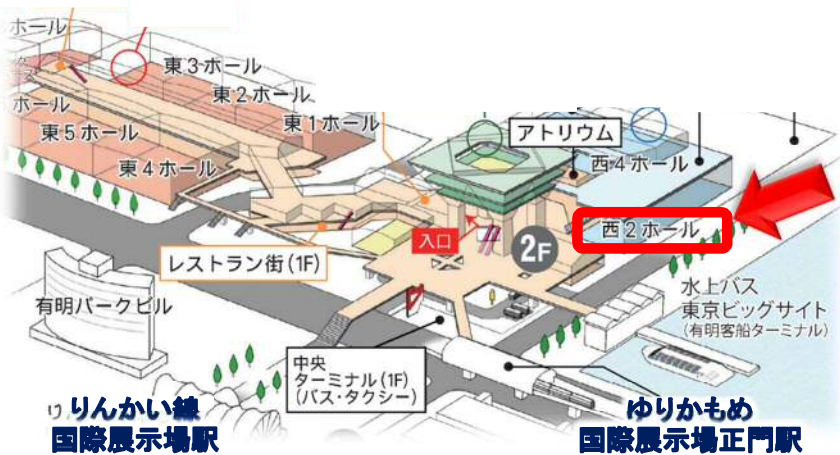 ホール
東3ホール
東2ホール
ホール
東1ホール
東5ホール
アトリウム
東4ホール
西4ホール
西2ホール
入口
2F
レストラン街(1F)
水上バス
東京ビッグサイト
(有明客船ターミナル)
有明パークビル
中央
ターミナル(1F)
(バス・タクシー)
りんかい線
国際展示場駅
ゆりかもめ
国際展示場正門駅